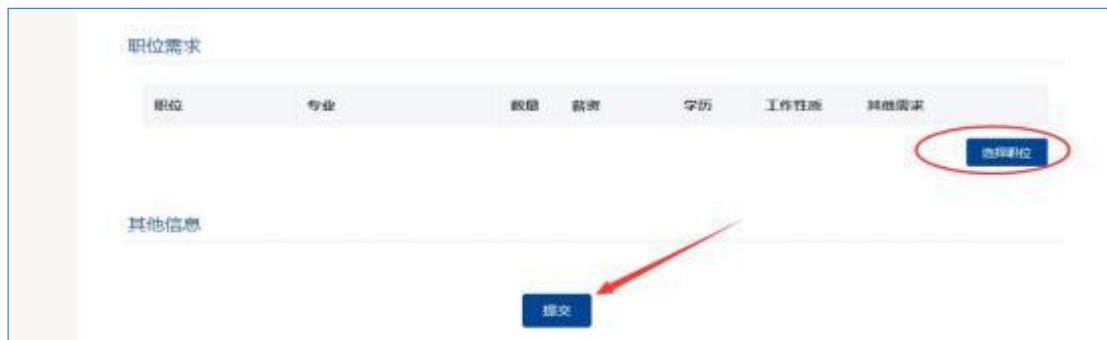 职位需求
职位 专业 数量 薪资 学历 工作性质 其他需求
选择职位
其他信息
提交